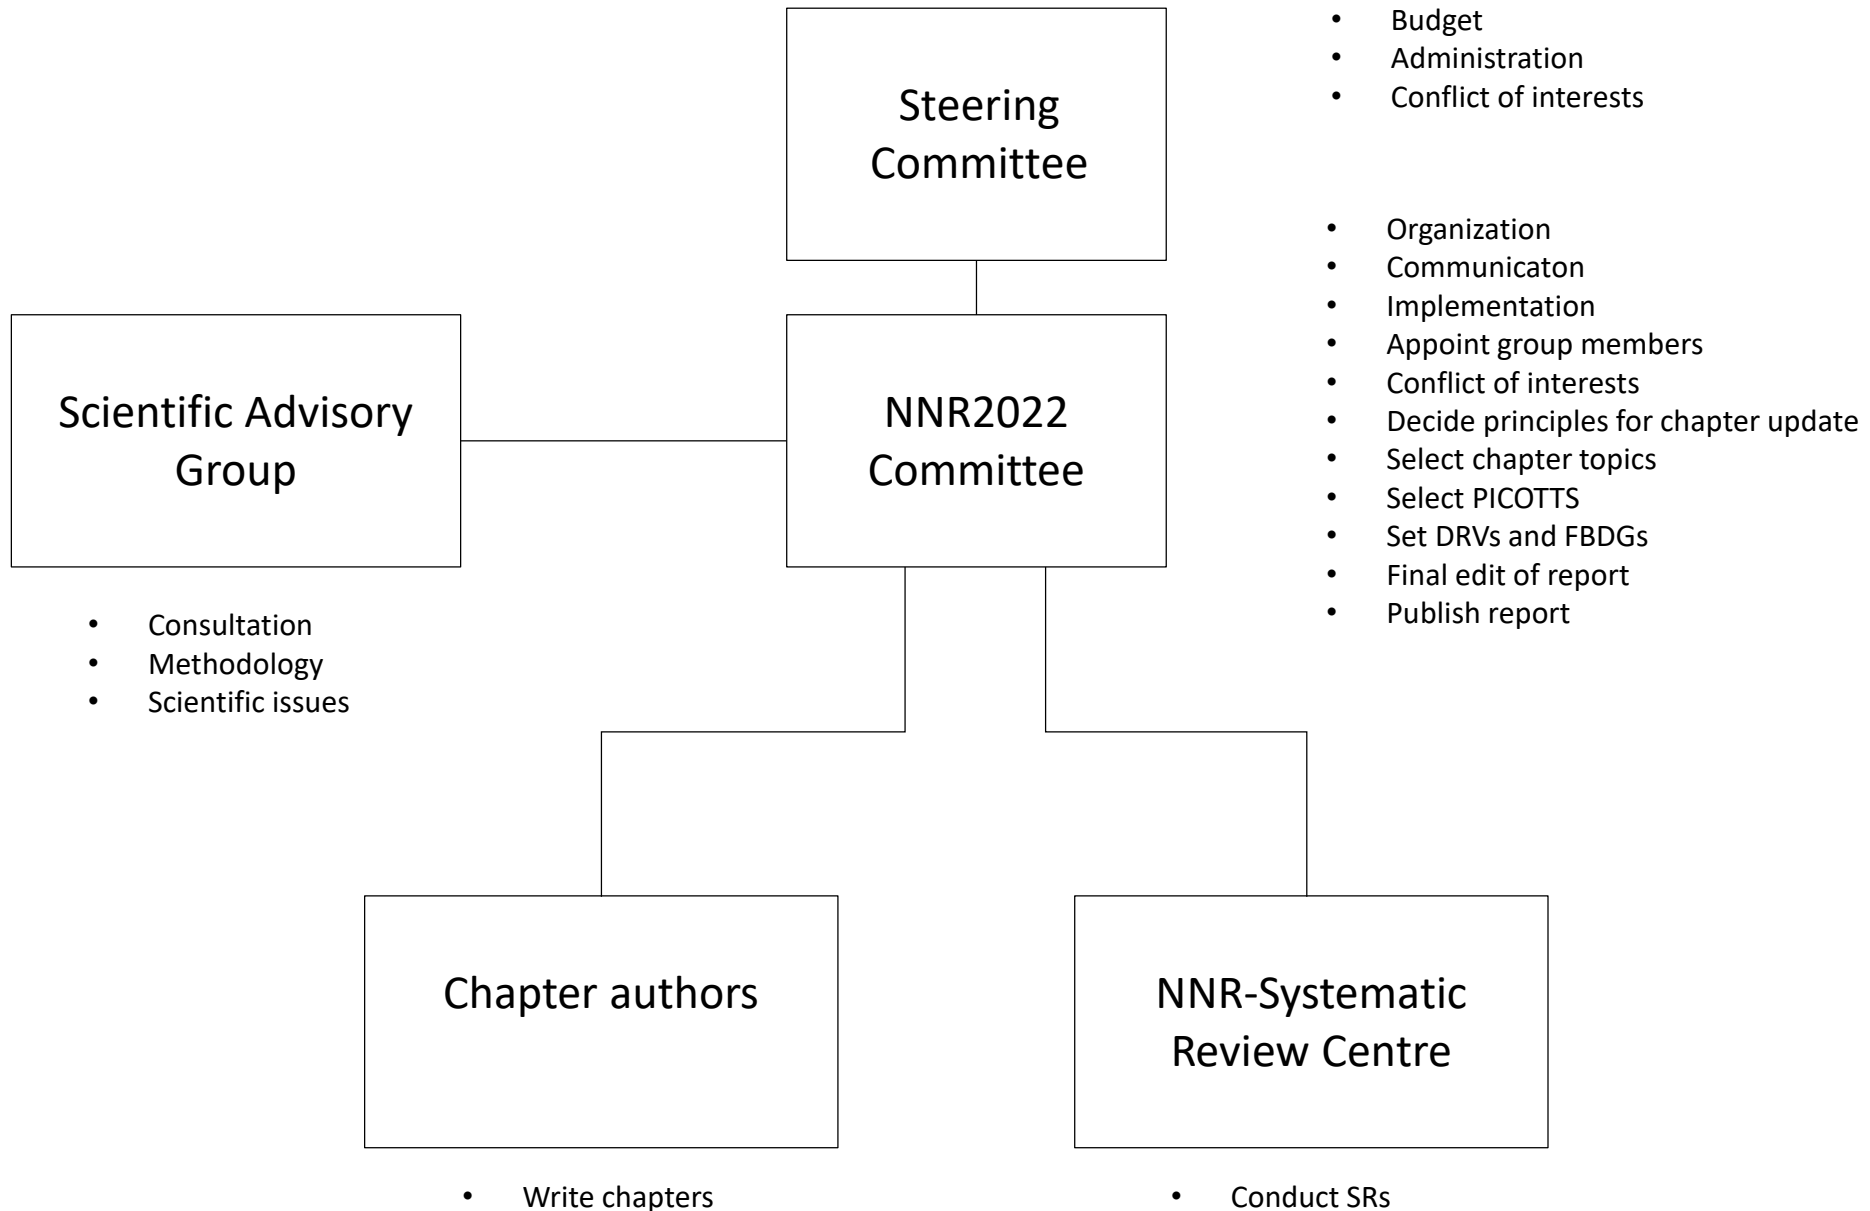 • Budget
• Administration
• Conflict of interests
Steering
Committee
• Organization
• Communicaton
• Implementation
• Appoint group members
• Conflict of interests
• Decide principles for chapter update
• Select chapter topics
• Select PICOTTS
• Set DRVs and FBDGs
• Final edit of report
• Publish report
Scientific Advisory
Group
NNR2022
Committee
• Consultation
• Methodology
• Scientific issues
Chapter authors
NNR-Systematic
Review Centre
• Write chapters
• Conduct SRs